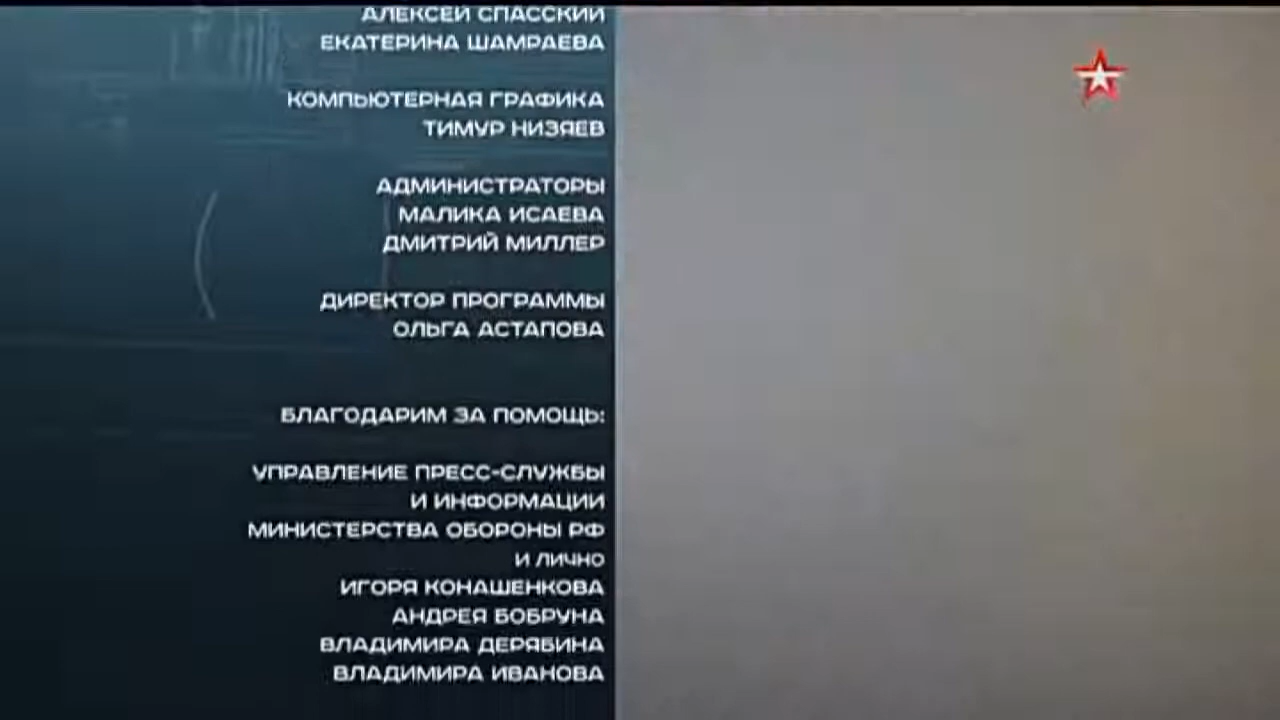 АЛЕКСЕЙ СПАССКИЙ
ЕКАТЕРИНА ШАМРАЕВА
КОМПЬЮТЕРНАЯ ГРАФИКА
ТИМУР НИЗЯЕВ
АДМИНИСТРАТОРЫ
МАЛИКА ИСАЕВА
ДМИТРИЙ МИЛЛЕР
ДИРЕКТОР ПРОГРАММЫ
ОЛЬГА АСТАПОВА
БЛАГОДАРИМ ЗА ПОМОЩЬ:
УПРАВЛЕНИЕ ПРЕСС-СЛУЖБЫ
И ИНФОРМАЦИИ
МИНИСТЕРСТВА ОБОРОНЫ РФ
И ЛИЧНО
ИГОРЯ КОНАШЕНКОВА
АНДРЕЯ БОБРУНА
ВЛАДИМИРА ДЕРЯБИНА
ВЛАДИМИРА ИВАНОВА